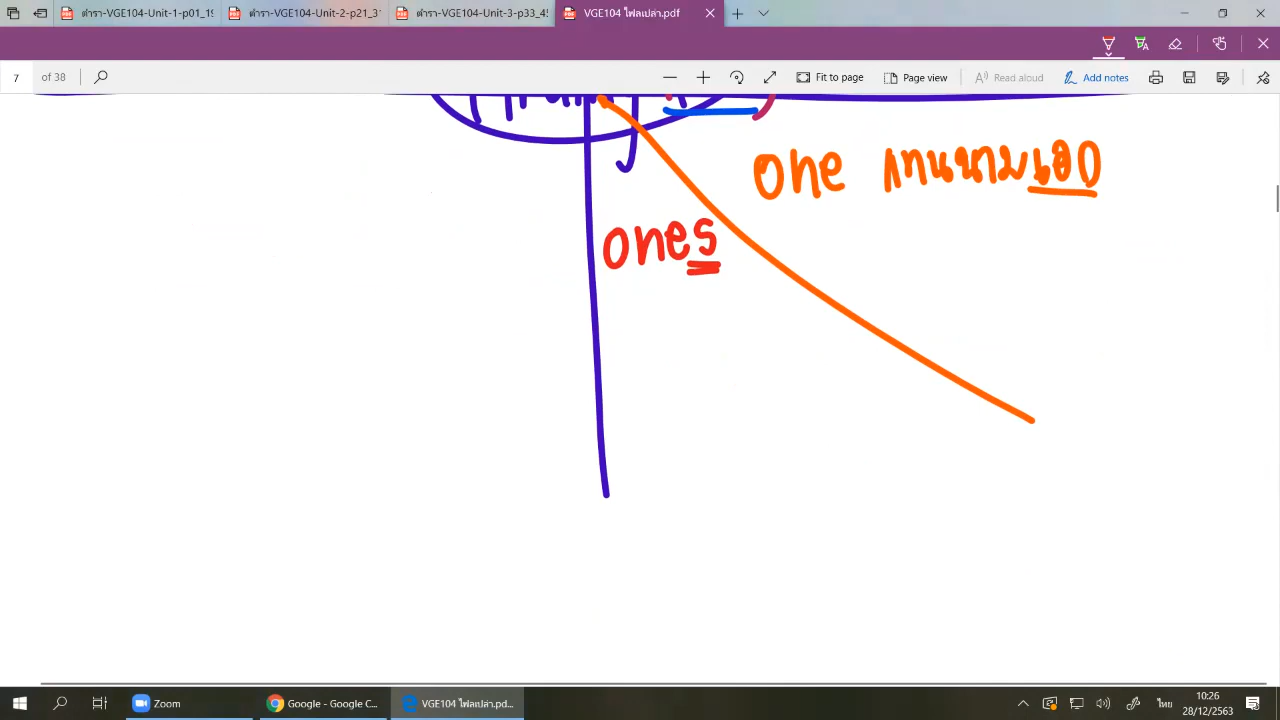 ตำรา-VGE104-Unit-1-p01_1
ตำรา-VGE104-Unit-2-p21_3
ตำรา-VGE104-Unit-3-p33_4
VGE104 ไฟลเปล่า.pdf
7 of 38
Fit to page
Page view
Read aloud
Add notes
one แทนนามเอก
ones
Zoom
Google - Google C...
VGE104 ไฟลเปล่า.pd...
ไทย
10:26
28/12/2563